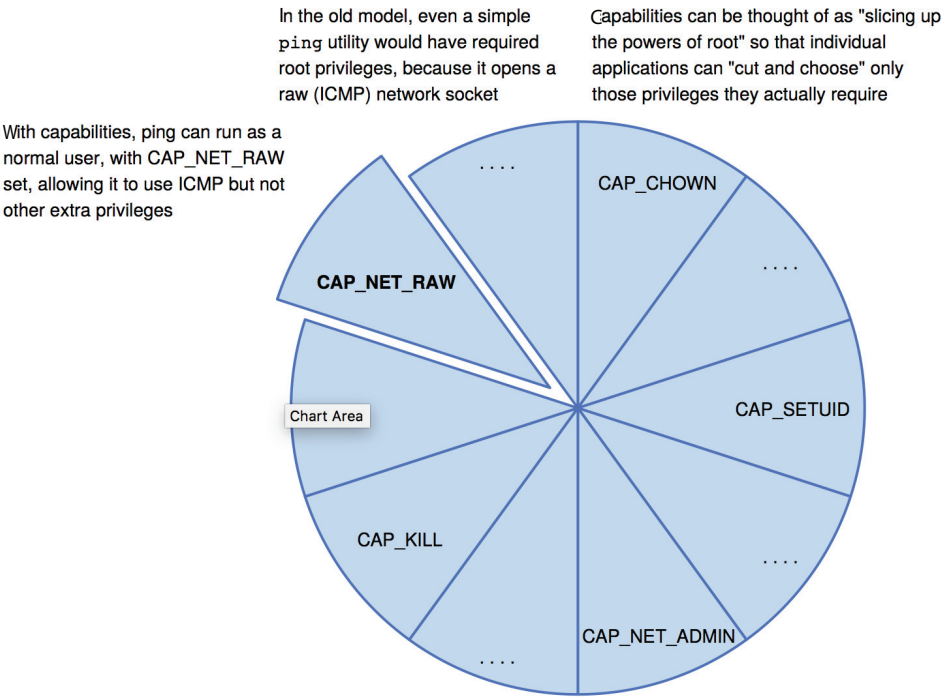 In the old model, even a simple
ping utility would have required
root privileges, because it opens a
raw (ICMP) network socket
Capabilities can be thought of as "slicing up
the powers of root" so that individual
applications can "cut and choose" only
those privileges they actually require
With capabilities, ping can run as a
normal user, with CAP_NET_RAW
set, allowing it to use ICMP but not
other extra privileges
. . . .
CAP_CHOWN
. . . .
CAP_NET_RAW
Chart Area
CAP_SETUID
CAP_KILL
. . . .
CAP_NET_ADMIN
. . . .